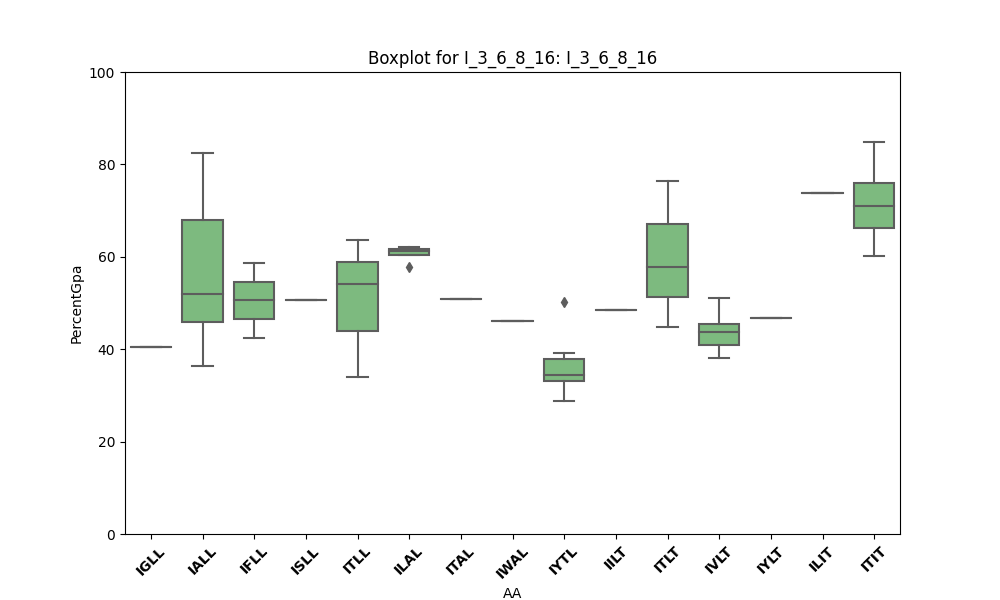 Boxplot for I_3_6_8_16: I_3_6_8_16
100
80
60
40
20
0
PercentGpa
IGLL
IALL
IFLL
ISLL
ITLL
ILAL
ITAL
IWAL
IYTL
IILT
ITLT
IVLT
IYLT
ILIT
ITIT
AA